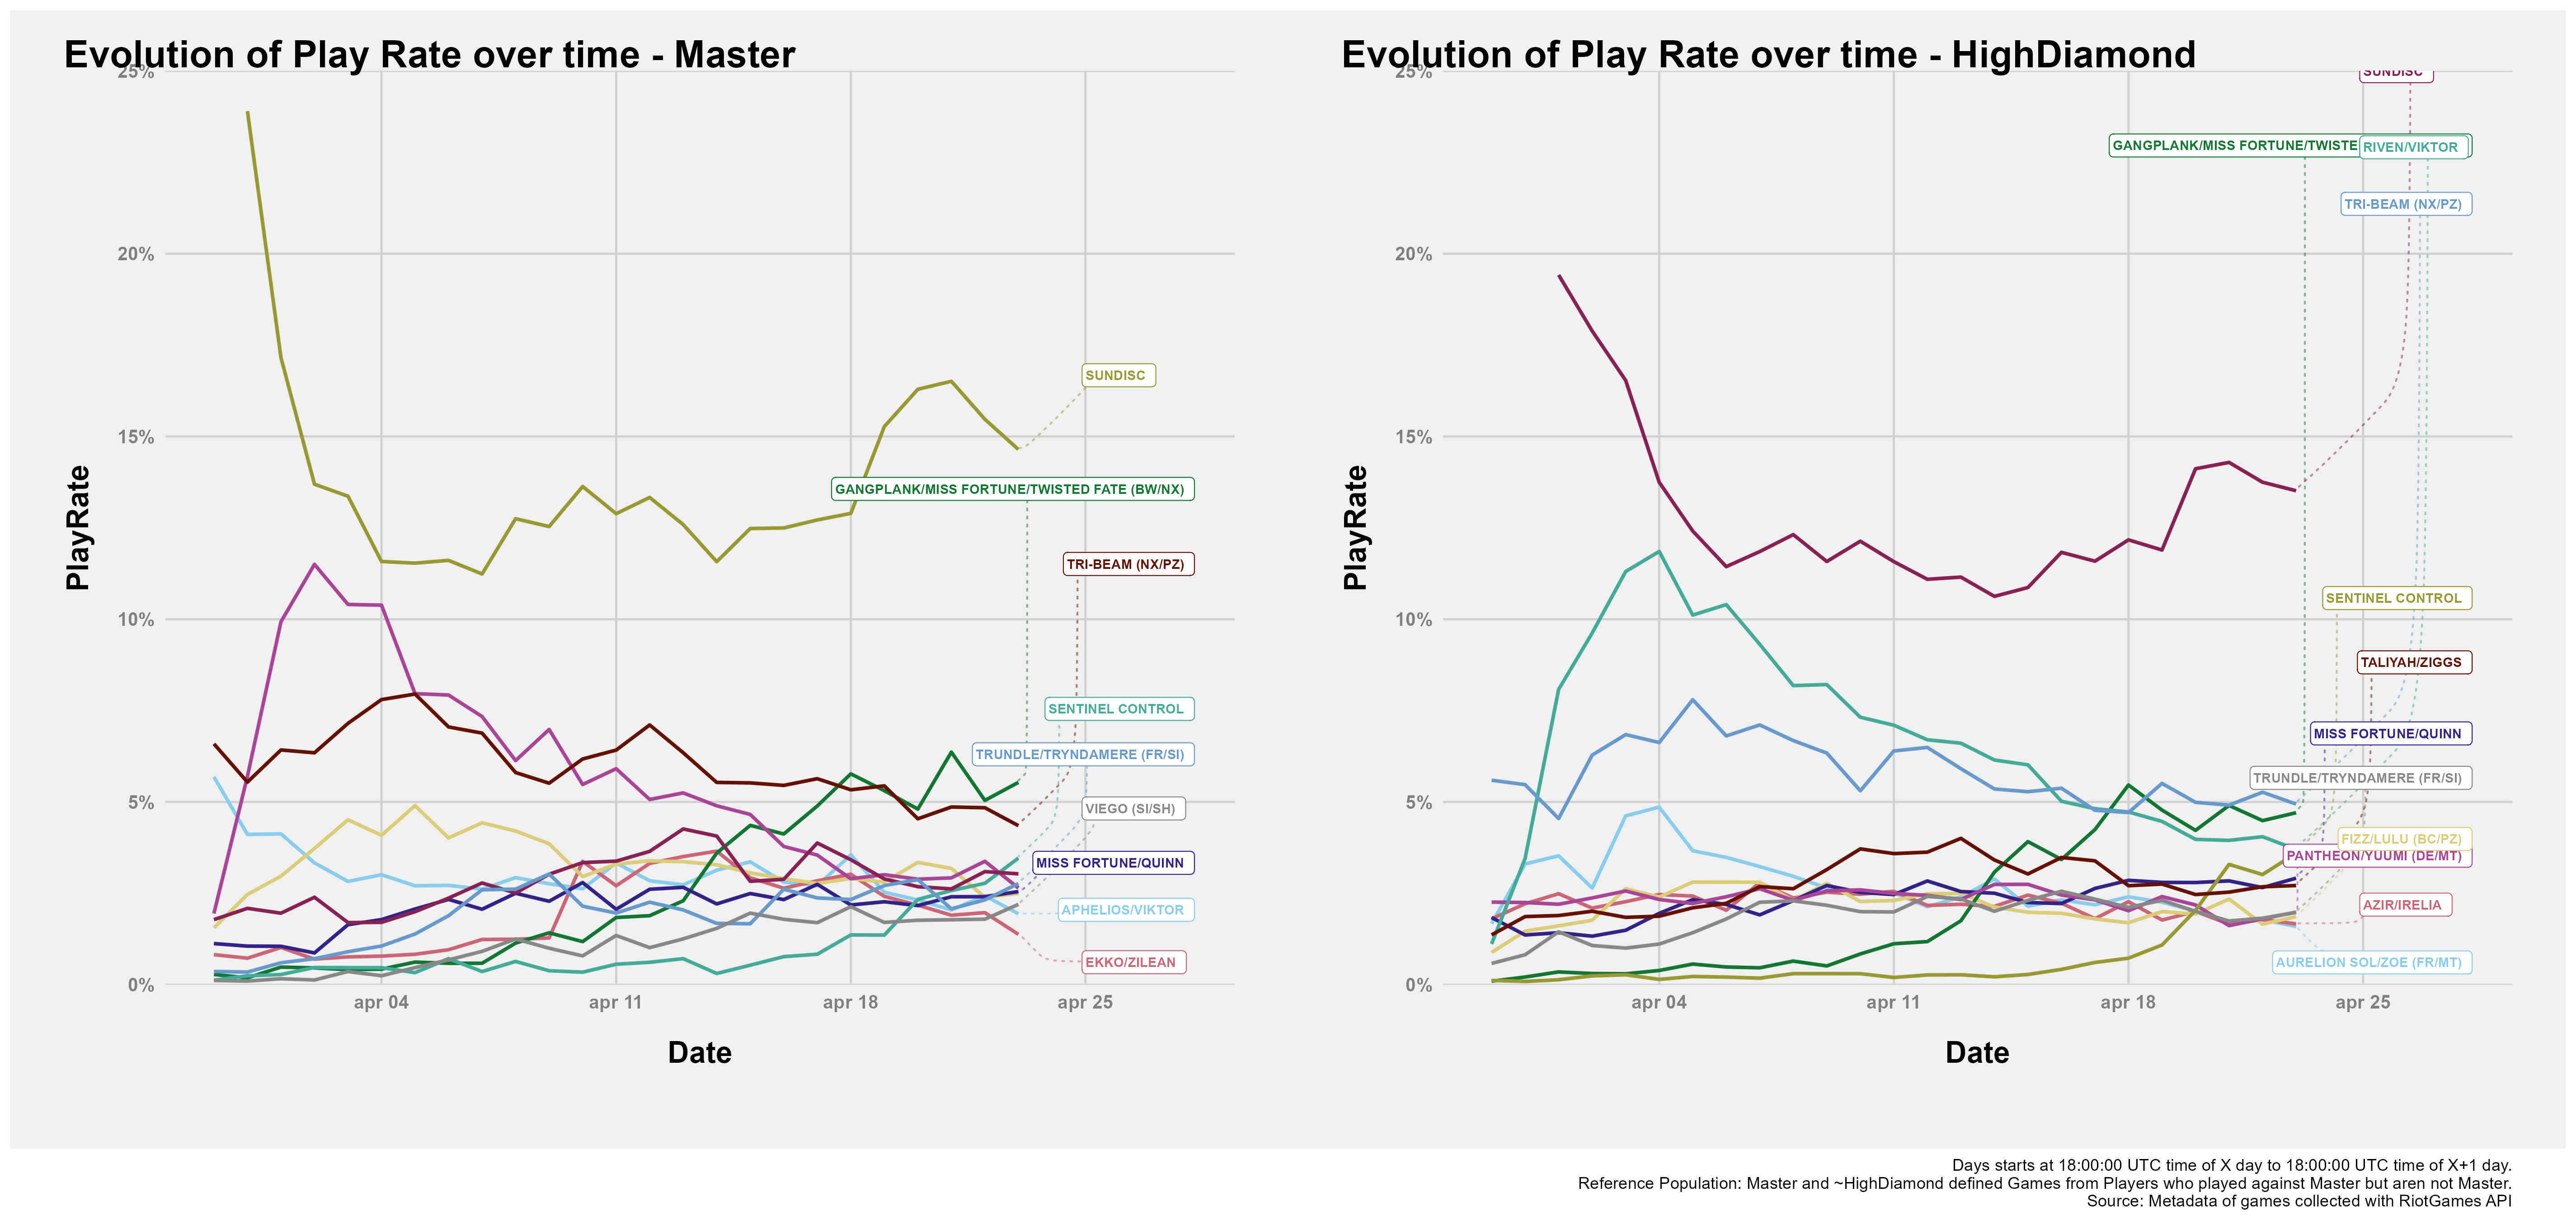 Evolution of Play Rate over time - Master
25%
20%
15%
10%
5%
0%
PlayRate
SUNDISC
GANGPLANK/MISS FORTUNE/TWISTED FATE (BW/NX)
TRI-BEAM (NX/PZ)
SENTINEL CONTROL
TRUNDLE/TRYNDAMERE (FR/SI)
VIEGO (SI/SH)
MISS FORTUNE/QUINN
APHELIOS/VIKTOR
EKKO/ZILEAN
apr 04
apr 11
apr 18
apr 25
Date
Evolution of Play Rate over time - HighDiamond
25%
20%
15%
10%
5%
0%
PlayRate
SUNDISC
GANGPLANK/MISS FORTUNE/TWISTE
RIVEN/VIKTOR
TRI-BEAM (NX/PZ)
SENTINEL CONTROL
TALIYAH/ZIGGS
MISS FORTUNE/QUINN
TRUNDLE/TRYNDAMERE (FR/SI)
FIZZ/LULU (BC/PZ)
PANTHEON/YUUMI (DE/MT)
AZIR/IRELIA
AURELION SOL/ZOE (FR/MT)
apr 04
apr 11
apr 18
apr 25
Date
Days starts at 18:00:00 UTC time of X day to 18:00:00 UTC time of X+1 day.
Reference Population: Master and ~HighDiamond defined Games from Players who played against Master but aren not Master.
Source: Metadata of games collected with RiotGames API